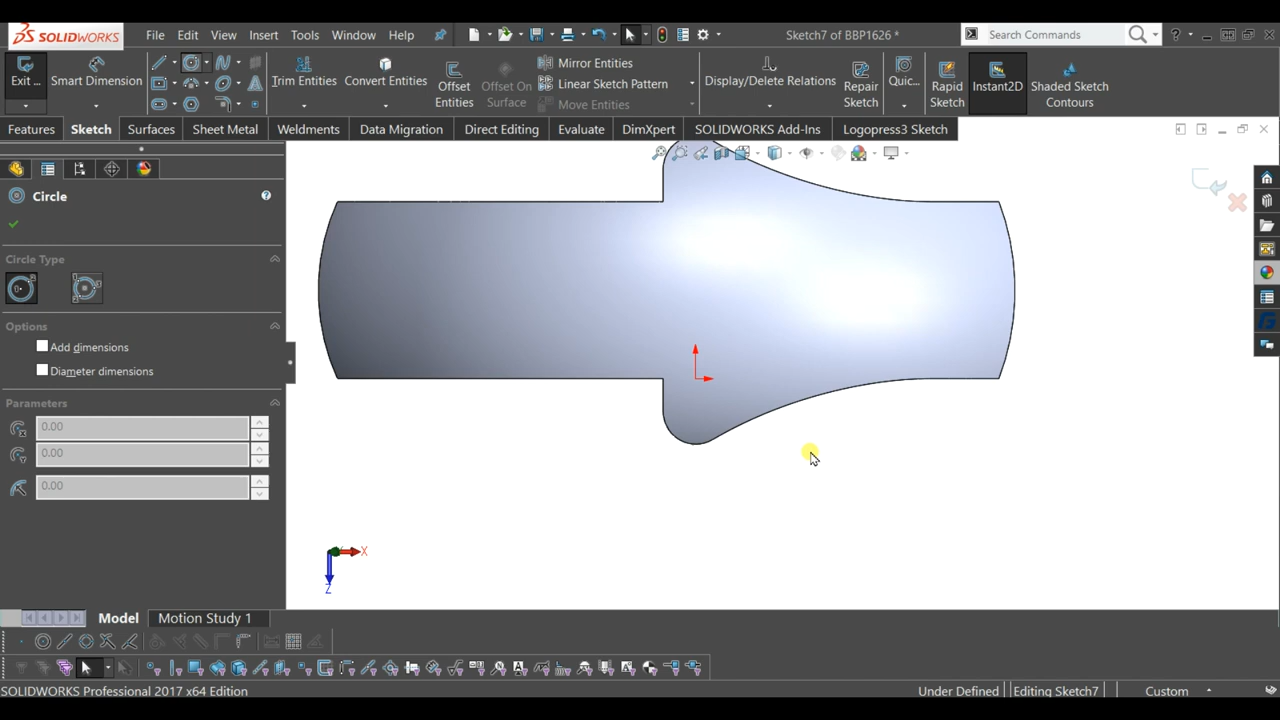 SOLIDWORKS File Edit View Insert Tools Window Help Sketch7 of BBP1626 * Search Commands ?
Exit ... Smart Dimension Trim Entities Convert Entities Offset Entities Offset On Surface Mirror Entities Linear Sketch Pattern Move Entities Display/Delete Relations Repair Sketch Quic... Rapid Sketch Instant2D Shaded Sketch Contours
Features Sketch Surfaces Sheet Metal Weldments Data Migration Direct Editing Evaluate DimXpert SOLIDWORKS Add-Ins Logopress3 Sketch
Circle ?
Circle Type
Options
Add dimensions
Diameter dimensions
Parameters
0.00
0.00
0.00
X
Z
Model Motion Study 1
SOLIDWORKS Professional 2017 x64 Edition Under Defined Editing Sketch7 Custom